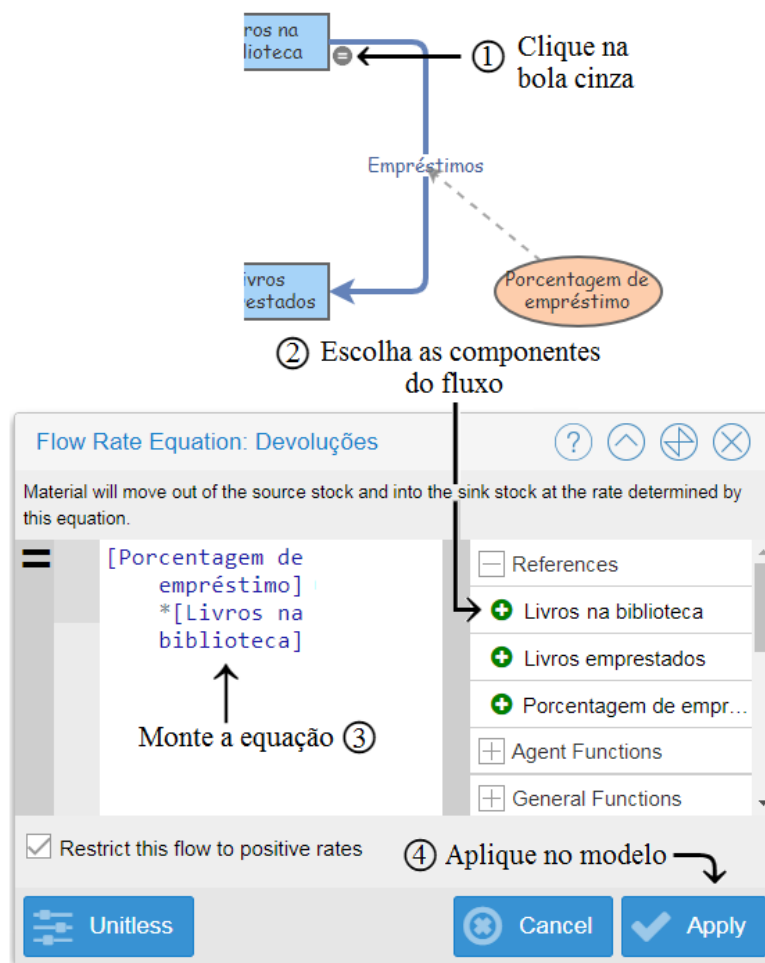 ros na
lioteca
=
① Clique na
bola cinza
Empréstimos
ivros
estados
Porcentagem de
empréstimo
② Escolha as componentes
do fluxo
Flow Rate Equation: Devoluções
?
Material will move out of the source stock and into the sink stock at the rate determined by
this equation.
=
[Porcentagem de
empréstimo]
*[Livros na
biblioteca]
Monte a equação ③
References
Livros na biblioteca
Livros emprestados
Porcentagem de empr...
Agent Functions
General Functions
Restrict this flow to positive rates
④ Aplique no modelo
Unitless
Cancel
Apply